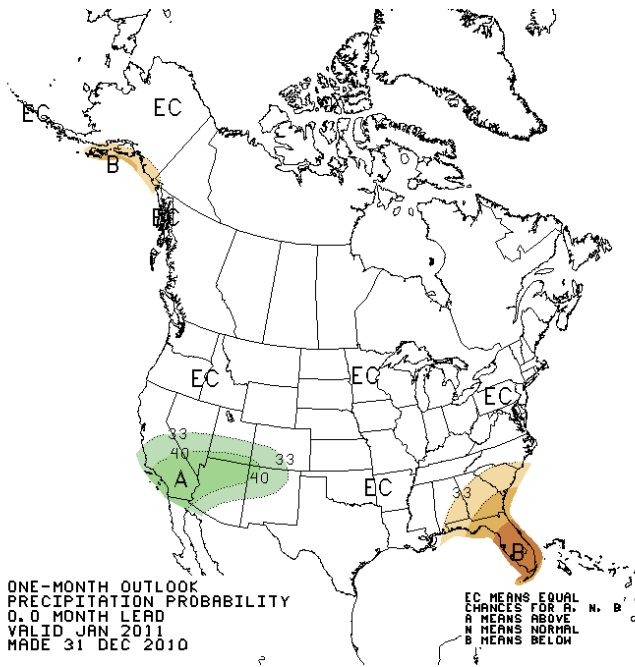 EC
EC
B
EC
EC
EC
EC
33
40
33
A
40
EC
33
B
ONE-MONTH OUTLOOK
PRECIPITATION PROBABILITY
0.0 MONTH LEAD
VALID JAN 2011
MADE 31 DEC 2010
EC MEANS EQUAL
CHANCES FOR A, N, B
A MEANS ABOVE
N MEANS NORMAL
B MEANS BELOW